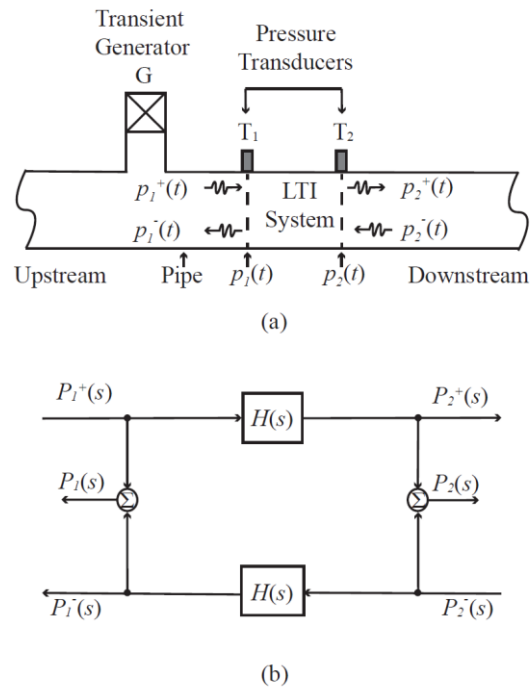 Transient
Generator
G
Pressure
Transducers
T₁ T₂
p₁⁺(t) LTI p₂⁺(t)
p₁⁻(t) System p₂⁻(t)
Upstream Pipe p₁(t) p₂(t) Downstream
(a)
P₁⁺(s) H(s) P₂⁺(s)
P₁(s) Σ Σ P₂(s)
P₁⁻(s) H(s) P₂⁻(s)
(b)